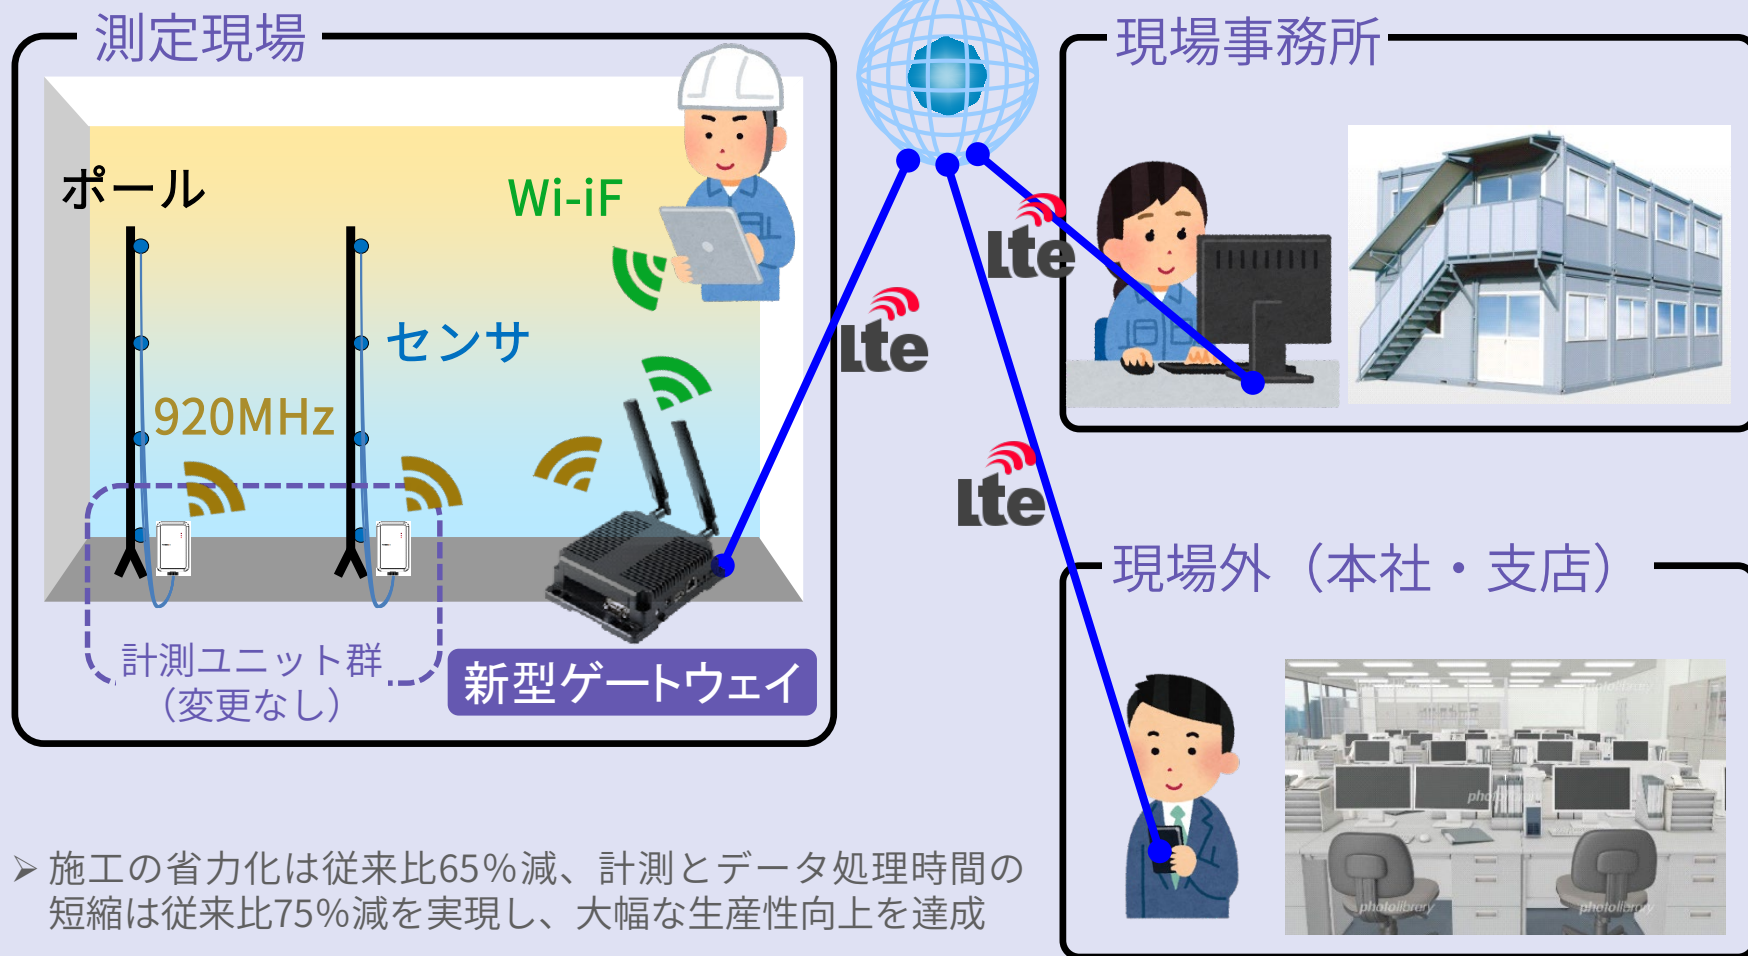 測定現場
現場事務所
ポール
Wi-iF
Lte
センサ
Lte
920MHz
Lte
現場外（本社・支店）
計測ユニット群
（変更なし）
新型ゲートウェイ
photolibrary
photolibrary
photolibrary
photolibrary
➢ 施工の省力化は従来比65％減、計測とデータ処理時間の
短縮は従来比75％減を実現し、大幅な生産性向上を達成